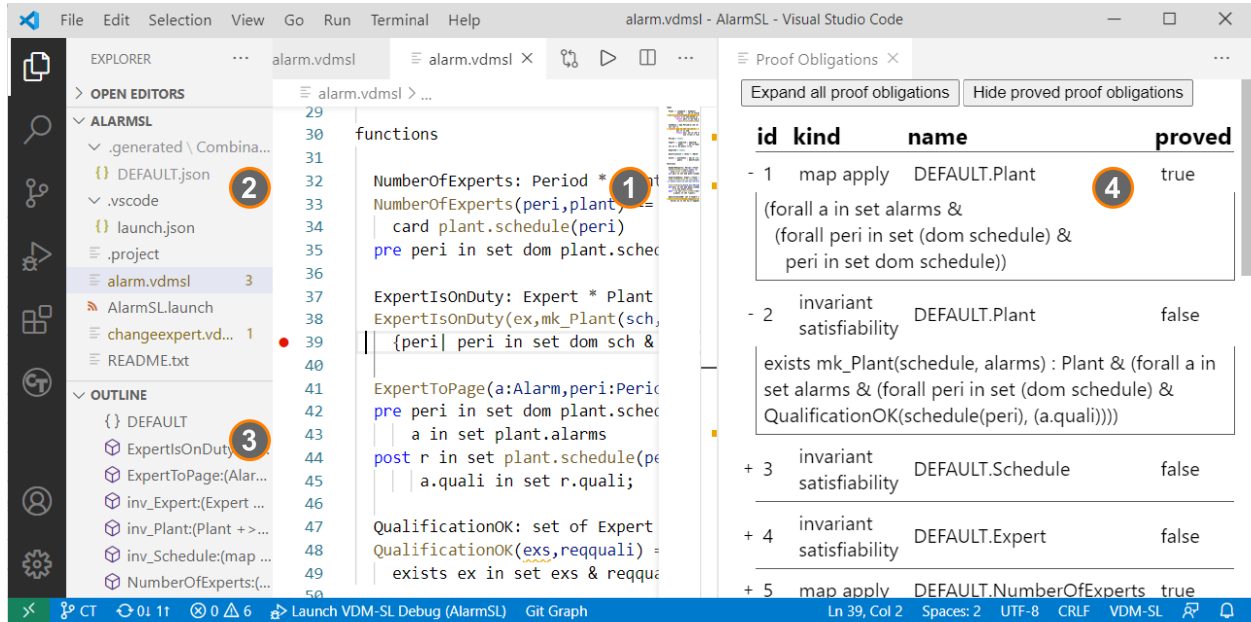 File Edit Selection View Go Run Terminal Help
alarm.vdmsl - AlarmSL - Visual Studio Code
EXPLORER
OPEN EDITORS
ALARMSL
.generated \ Combina...
{} DEFAULT.json
2
.vscode
{} launch.json
.project
alarm.vdmsl 3
AlarmSL.launch
changeexpert.vd... 1
README.txt
OUTLINE
{} DEFAULT
ExpertIsOnDuty
3
ExpertToPage:(Alar...
inv_Expert:(Expert ...
inv_Plant:(Plant +>...
inv_Schedule:(map ...
NumberOfExperts:(...
alarm.vdmsl
alarm.vdmsl
alarm.vdmsl > ...
29
30 functions
31
32 NumberOfExperts: Period *
1
33 NumberOfExperts(peri,plant) ==
34 card plant.schedule(peri)
35 pre peri in set dom plant.sched
36
37 ExpertIsOnDuty: Expert * Plant
38 ExpertIsOnDuty(ex,mk_Plant(sch,
39 {peri| peri in set dom sch &
40
41 ExpertToPage(a:Alarm,peri:Perio
42 pre peri in set dom plant.sched
43 a in set plant.alarms
44 post r in set plant.schedule(pe
45 a.quali in set r.quali;
46
47 QualificationOK: set of Expert
48 QualificationOK(exs,reqquali) =
49 exists ex in set exs & reqqua
50
Proof Obligations
Expand all proof obligations Hide proved proof obligations
id kind name proved
- 1 map apply DEFAULT.Plant true
4
(forall a in set alarms &
(forall peri in set (dom schedule) &
peri in set dom schedule))
- 2 invariant satisfiability DEFAULT.Plant false
exists mk_Plant(schedule, alarms) : Plant & (forall a in
set alarms & (forall peri in set (dom schedule) &
QualificationOK(schedule(peri), (a.quali))))
+ 3 invariant satisfiability DEFAULT.Schedule false
+ 4 invariant satisfiability DEFAULT.Expert false
+ 5 map apply DEFAULT.NumberOfExperts true
CT 0↓ 1↑ 0 6 Launch VDM-SL Debug (AlarmSL) Git Graph
Ln 39, Col 2 Spaces: 2 UTF-8 CRLF VDM-SL